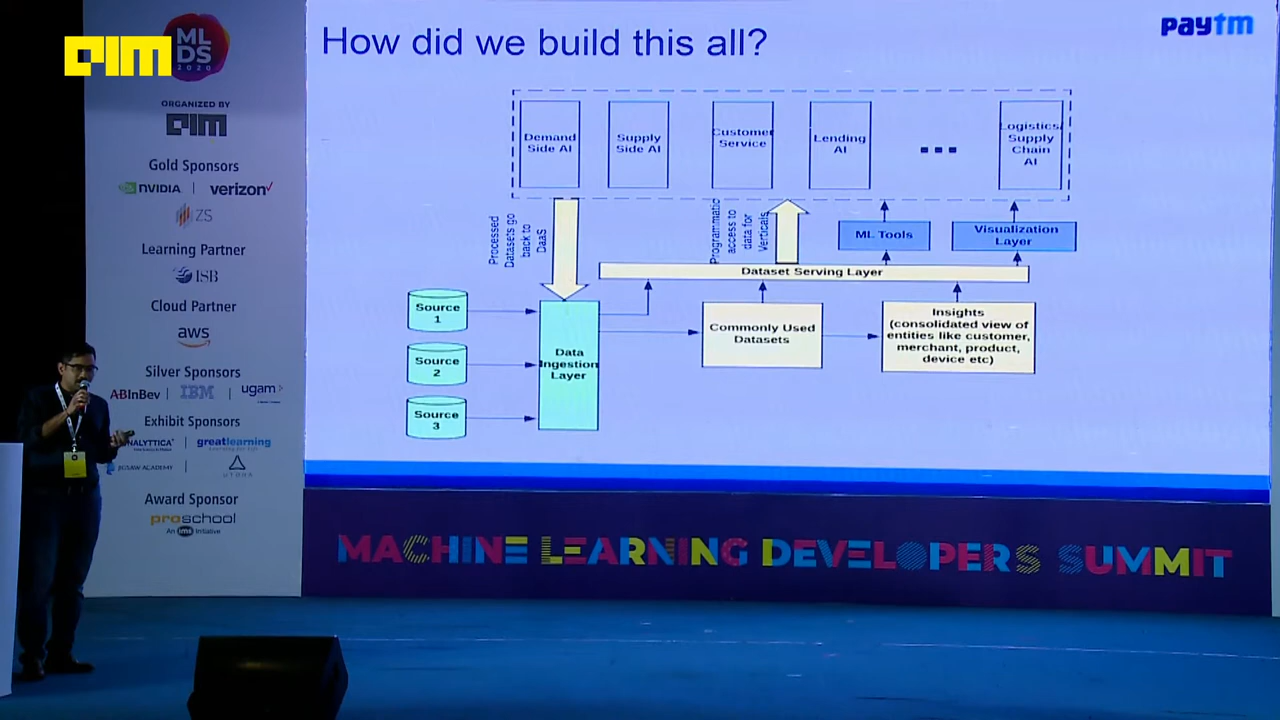 AIM
ML
DS
2020
ORGANIZED BY
AIM
Gold Sponsors
NVIDIA
verizon
ZS
Learning Partner
ISB
Cloud Partner
aws
Silver Sponsors
ABInBev
IBM
ugam
Exhibit Sponsors
ANALYTTICA
greatlearning
JIGSAW ACADEMY
Award Sponsor
proschool
An ims Initiative
How did we build this all?
paytm
Demand
Side AI
Supply
Side AI
Customer
Service
Lending
AI
...
Logistics/
Supply
Chain
AI
Processed
Datasets go
back to
DaaS
Programmatic
access to
data for
Verticals
ML Tools
Visualization
Layer
Dataset Serving Layer
Source
1
Source
2
Source
3
Data
Ingestion
Layer
Commonly Used
Datasets
Insights
(consolidated view of
entities like customer,
merchant, product,
device etc)
MACHINE LEARNING DEVELOPERS SUMMIT